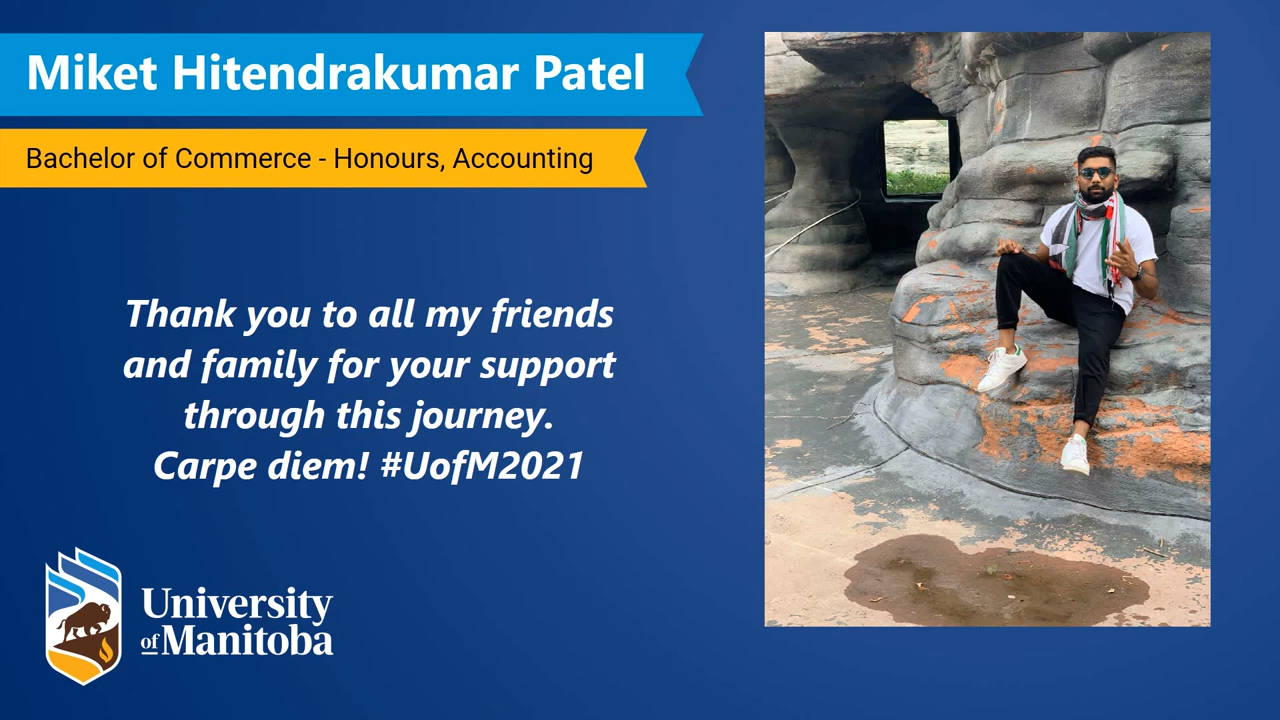 Miket Hitendrakumar Patel
Bachelor of Commerce - Honours, Accounting
Thank you to all my friends
and family for your support
through this journey.
Carpe diem! #UofM2021
University
of Manitoba